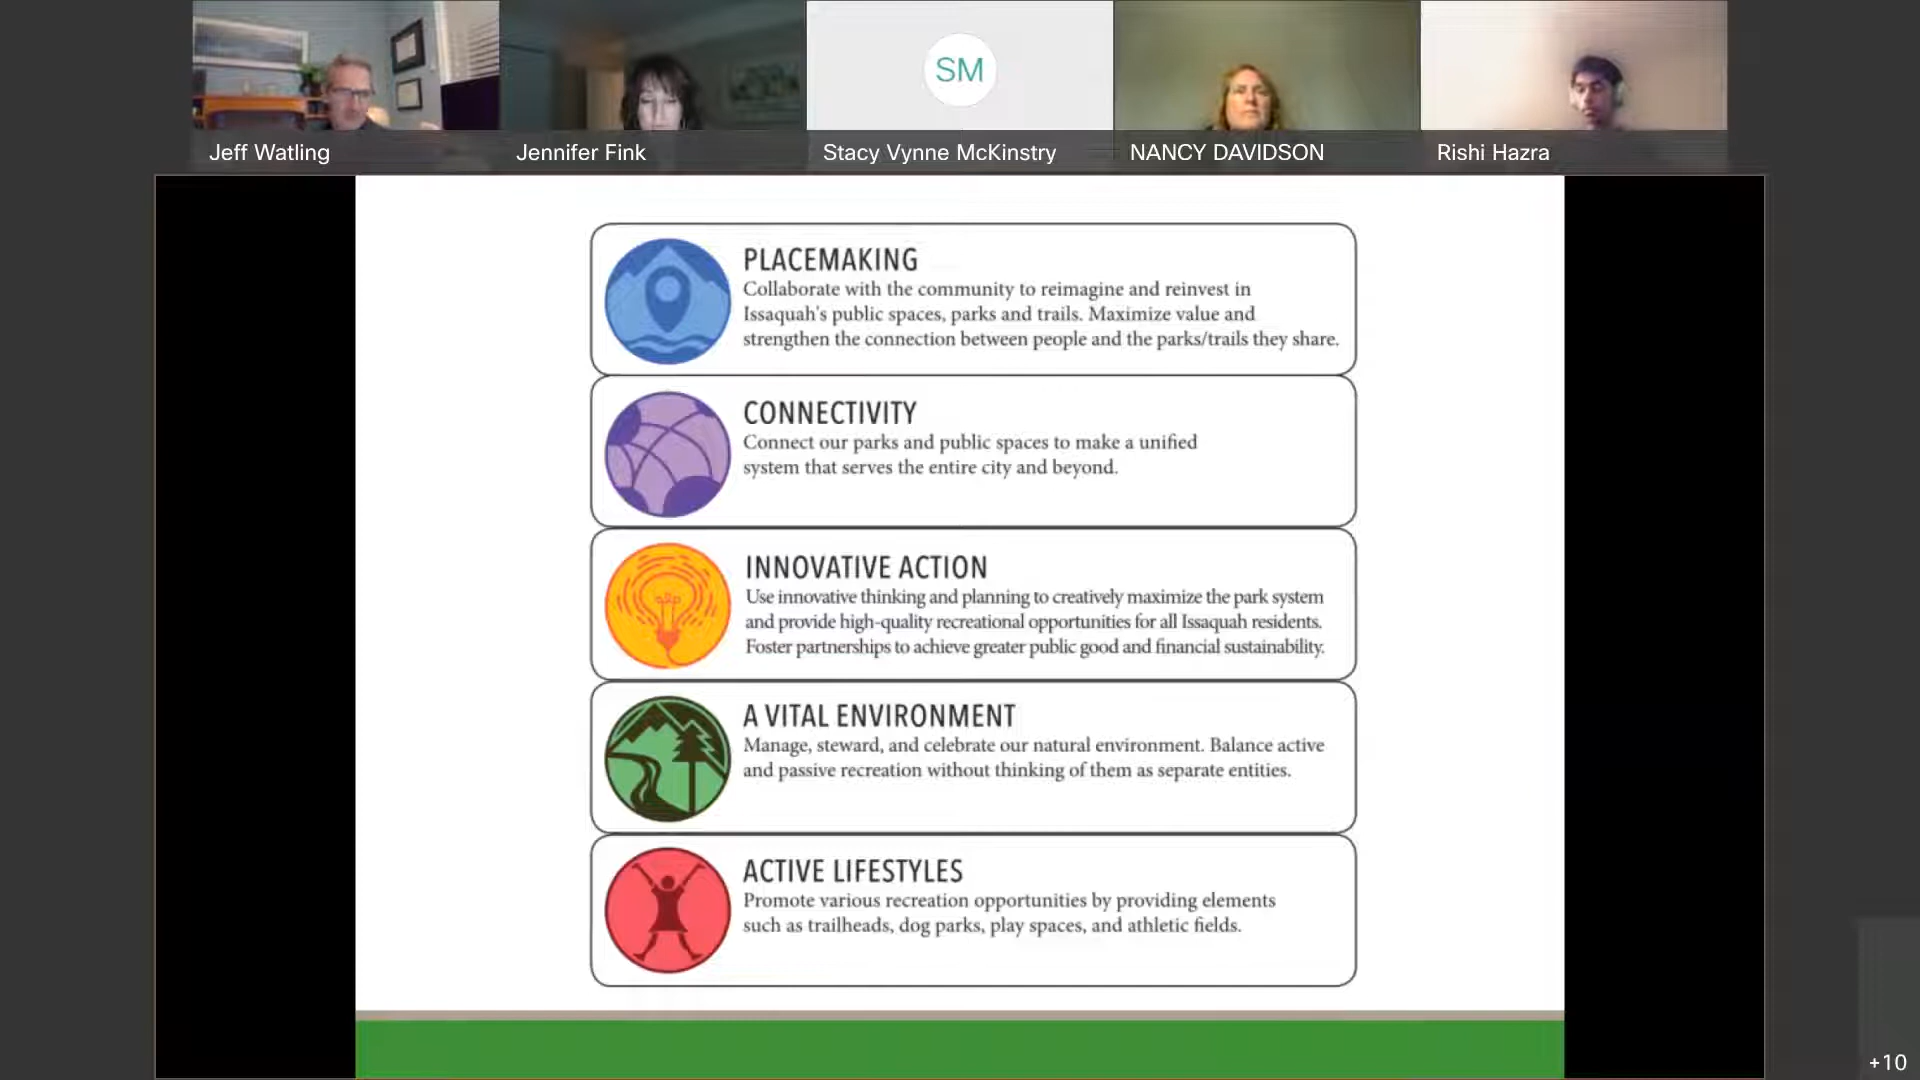 SM
Jeff Watling
Jennifer Fink
Stacy Vynne McKinstry
NANCY DAVIDSON
Rishi Hazra
PLACEMAKING
Collaborate with the community to reimagine and reinvest in
Issaquah's public spaces, parks and trails. Maximize value and
strengthen the connection between people and the parks/trails they share.
CONNECTIVITY
Connect our parks and public spaces to make a unified
system that serves the entire city and beyond.
INNOVATIVE ACTION
Use innovative thinking and planning to creatively maximize the park system
and provide high-quality recreational opportunities for all Issaquah residents.
Foster partnerships to achieve greater public good and financial sustainability.
A VITAL ENVIRONMENT
Manage, steward, and celebrate our natural environment. Balance active
and passive recreation without thinking of them as separate entities.
ACTIVE LIFESTYLES
Promote various recreation opportunities by providing elements
such as trailheads, dog parks, play spaces, and athletic fields.
+10